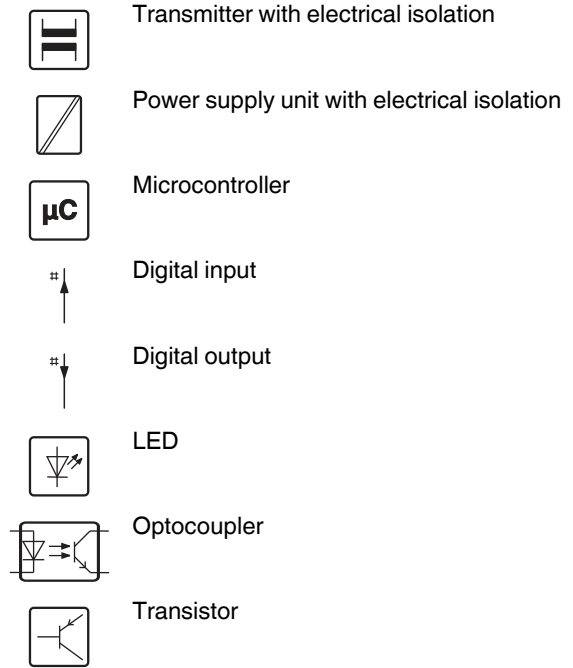 Transmitter with electrical isolation
Power supply unit with electrical isolation
µC
Microcontroller
#
Digital input
#
Digital output
LED
Optocoupler
Transistor